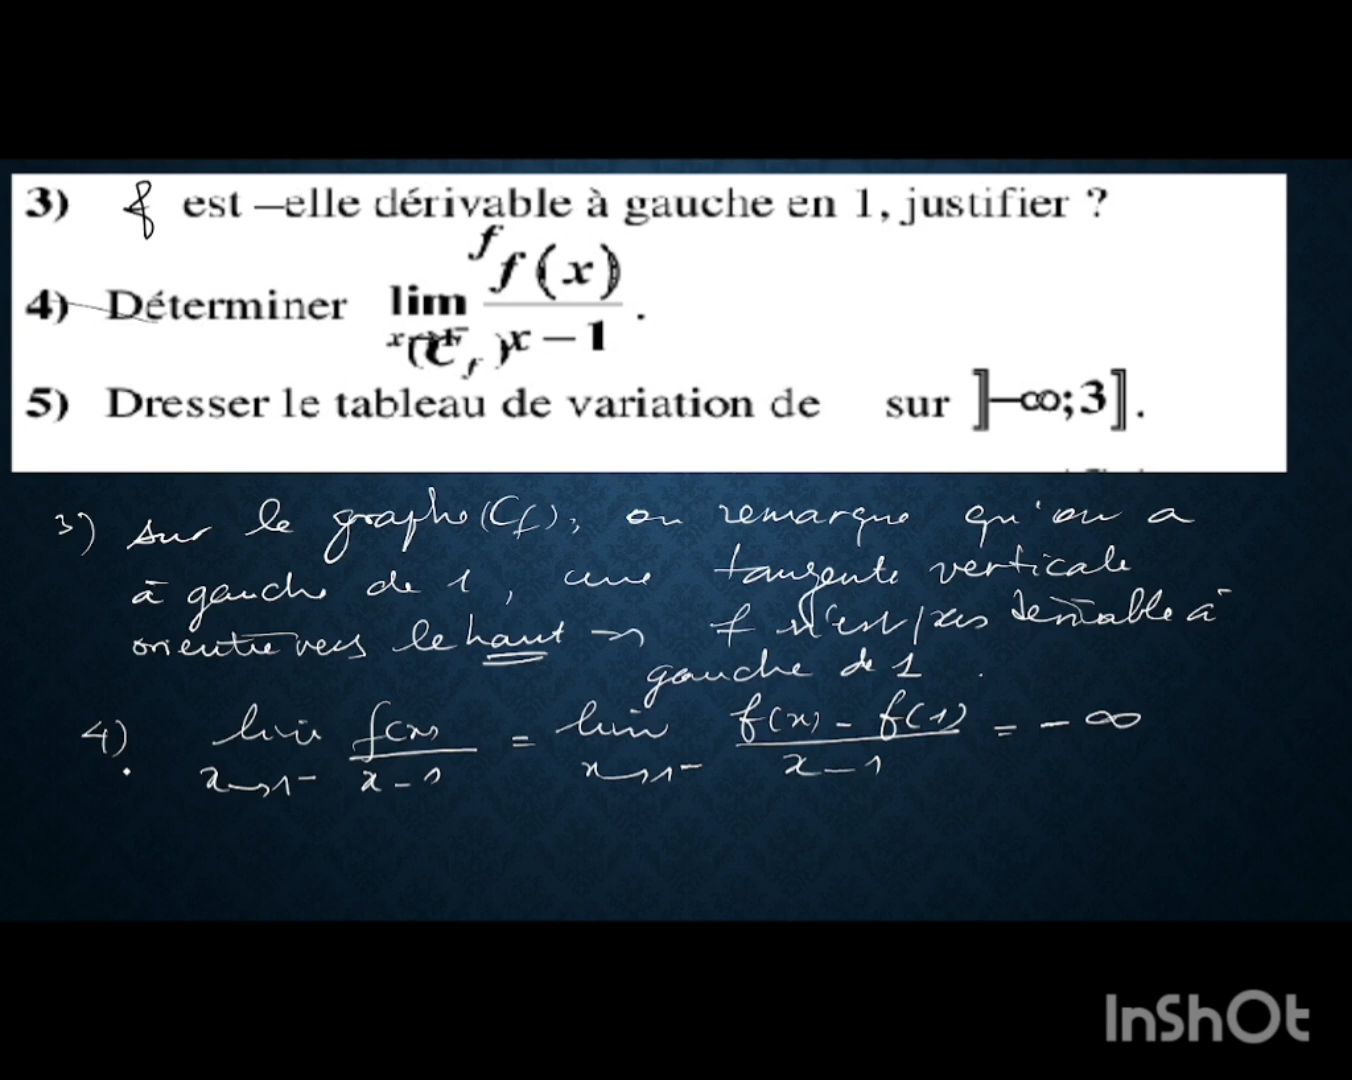 3) f est –elle dérivable à gauche en 1, justifier ?
4) Déterminer lim f(x)
x – 1 .
5) Dresser le tableau de variation de sur ]–∞;3].
3) sur le graphe (Cf), on remarque qu'on a
à gauche de 1, une tangente verticale
orientée vers le haut → f n'est pas derivable à
gauche de 1.
4) lim x→1⁻ f(x)/(x-1) = lim x→1⁻ (f(x) - f(1))/(x-1) = -∞
InShOt